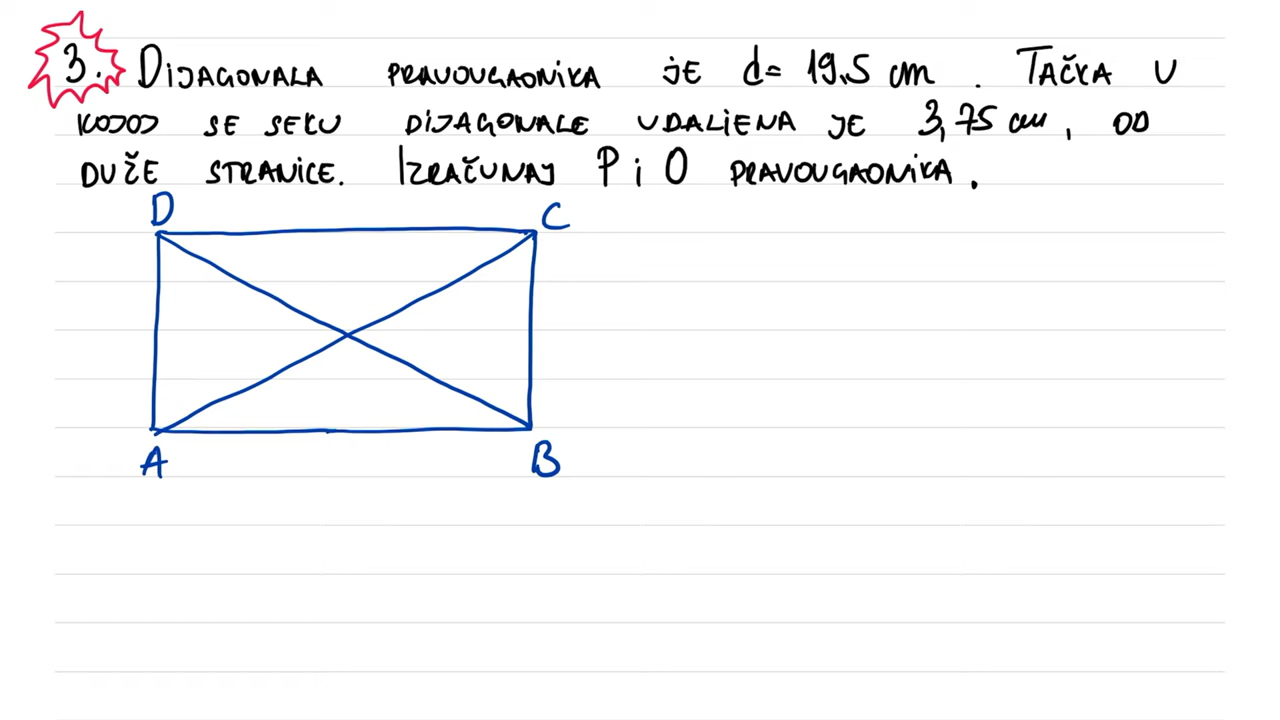 3. DIJAGONALA PRAVOUGAONIKA JE d= 19,5 cm . TAČKA U
KOJOJ SE SEKU DIJAGONALE UDALJENA JE 3,75 cm , OD
DUŽE STRANICE. IZRAČUNAJ P i O PRAVOUGAONIKA.
D C
A B